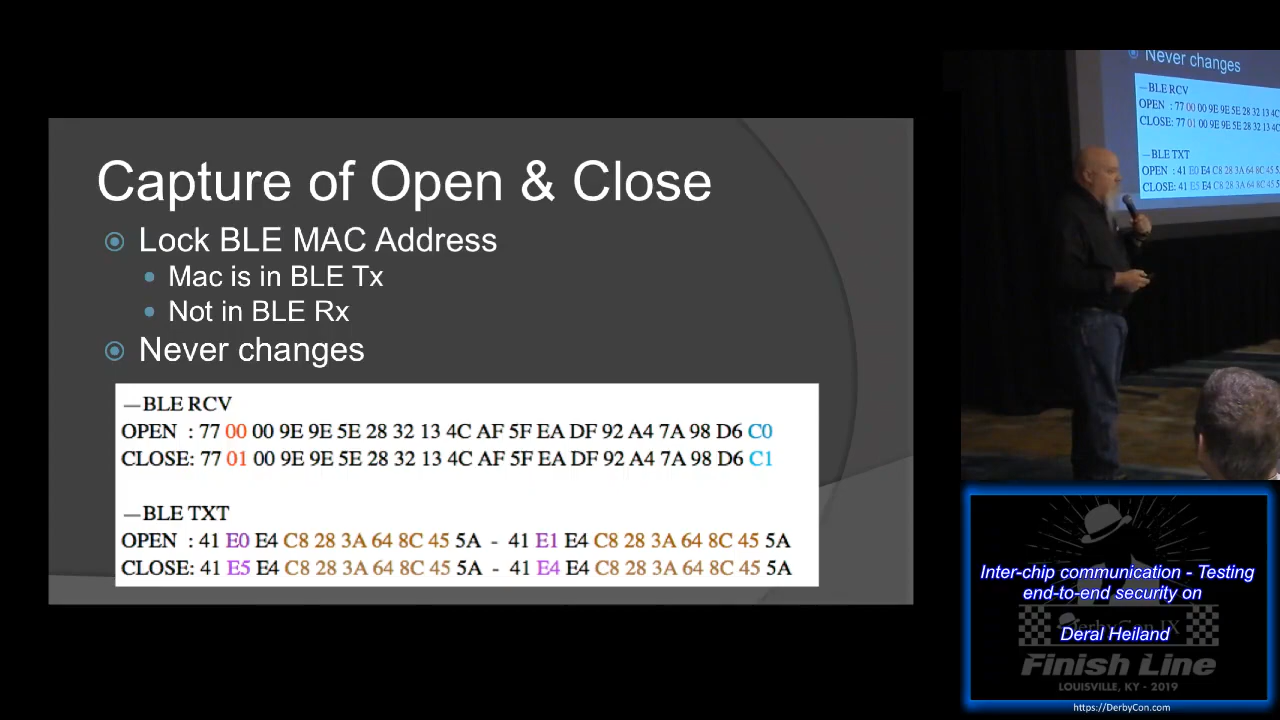 Capture of Open & Close
Lock BLE MAC Address
Mac is in BLE Tx
Not in BLE Rx
Never changes
—BLE RCV
OPEN : 77 00 00 9E 9E 5E 28 32 13 4C AF 5F EA DF 92 A4 7A 98 D6 C0
CLOSE: 77 01 00 9E 9E 5E 28 32 13 4C AF 5F EA DF 92 A4 7A 98 D6 C1
—BLE TXT
OPEN : 41 E0 E4 C8 28 3A 64 8C 45 5A - 41 E1 E4 C8 28 3A 64 8C 45 5A
CLOSE: 41 E5 E4 C8 28 3A 64 8C 45 5A - 41 E4 E4 C8 28 3A 64 8C 45 5A
Never changes
—BLE RCV
OPEN : 77 00 00 9E 9E 5E 28 32 13 4C
CLOSE: 77 01 00 9E 9E 5E 28 32 13 4C
—BLE TXT
OPEN : 41 E0 E4 C8 28 3A 64 8C 45 5
CLOSE: 41 E5 E4 C8 28 3A 64 8C 45 5
Inter-chip communication - Testing
end-to-end security on
DerbyCon IX
Deral Heiland
Finish Line
LOUISVILLE, KY - 2019
https://DerbyCon.com